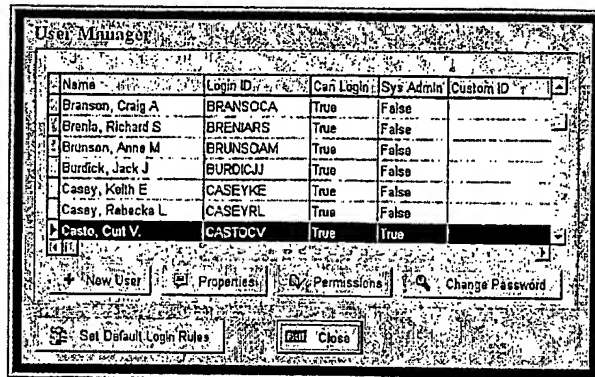 User Manager
Name Login ID Can Login Sys Admin Custom ID
Branson, Craig A BRANSOCA True False
Brenia, Richard S BRENIARS True False
Brunson, Anne M BRUNSOAM True False
Burdick, Jack J BURDICJJ True False
Casey, Keith E CASEYKE True False
Casey, Rebecka L CASEYRL True False
Casto, Curt V. CASTOCV True True
New User Properties Permissions Change Password
Set Default Login Rules Close